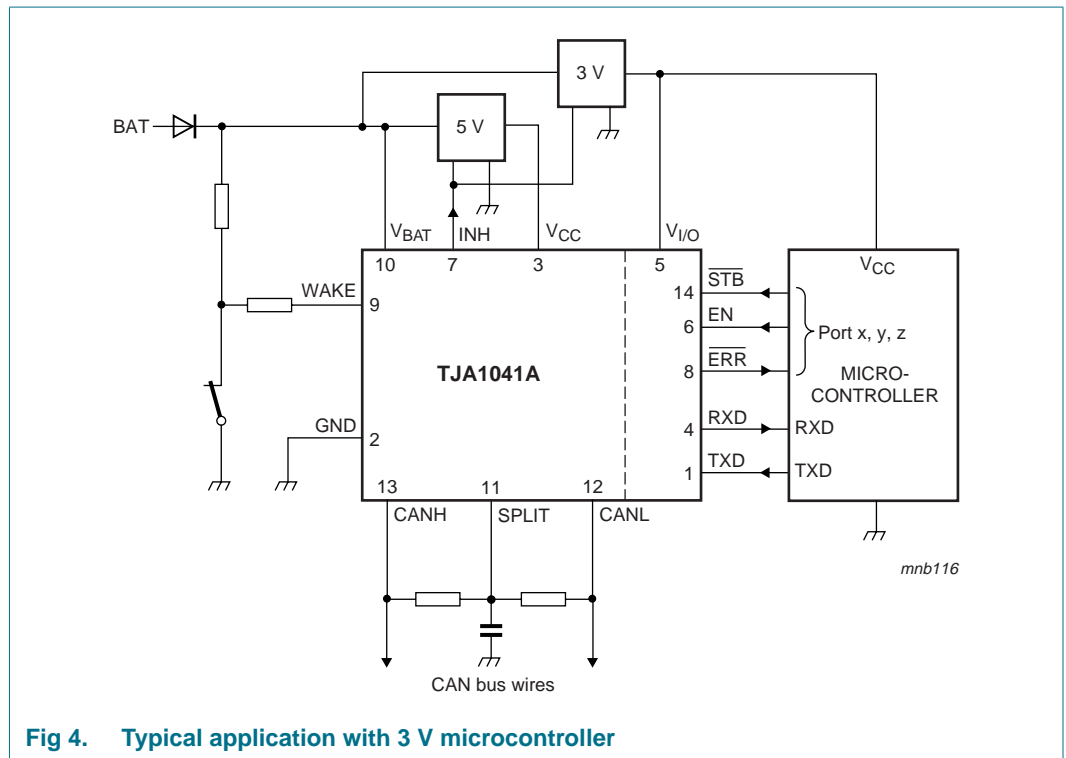 3 V
BAT
5 V
VBAT
INH
VCC
VI/O
10
7
3
5
VCC
14
STB
WAKE
9
6
EN
Port x, y, z
TJA1041A
8
ERR
MICRO-
CONTROLLER
GND
2
4
RXD
RXD
1
TXD
TXD
13
11
12
CANH
SPLIT
CANL
mnb116
CAN bus wires
Fig 4. Typical application with 3 V microcontroller